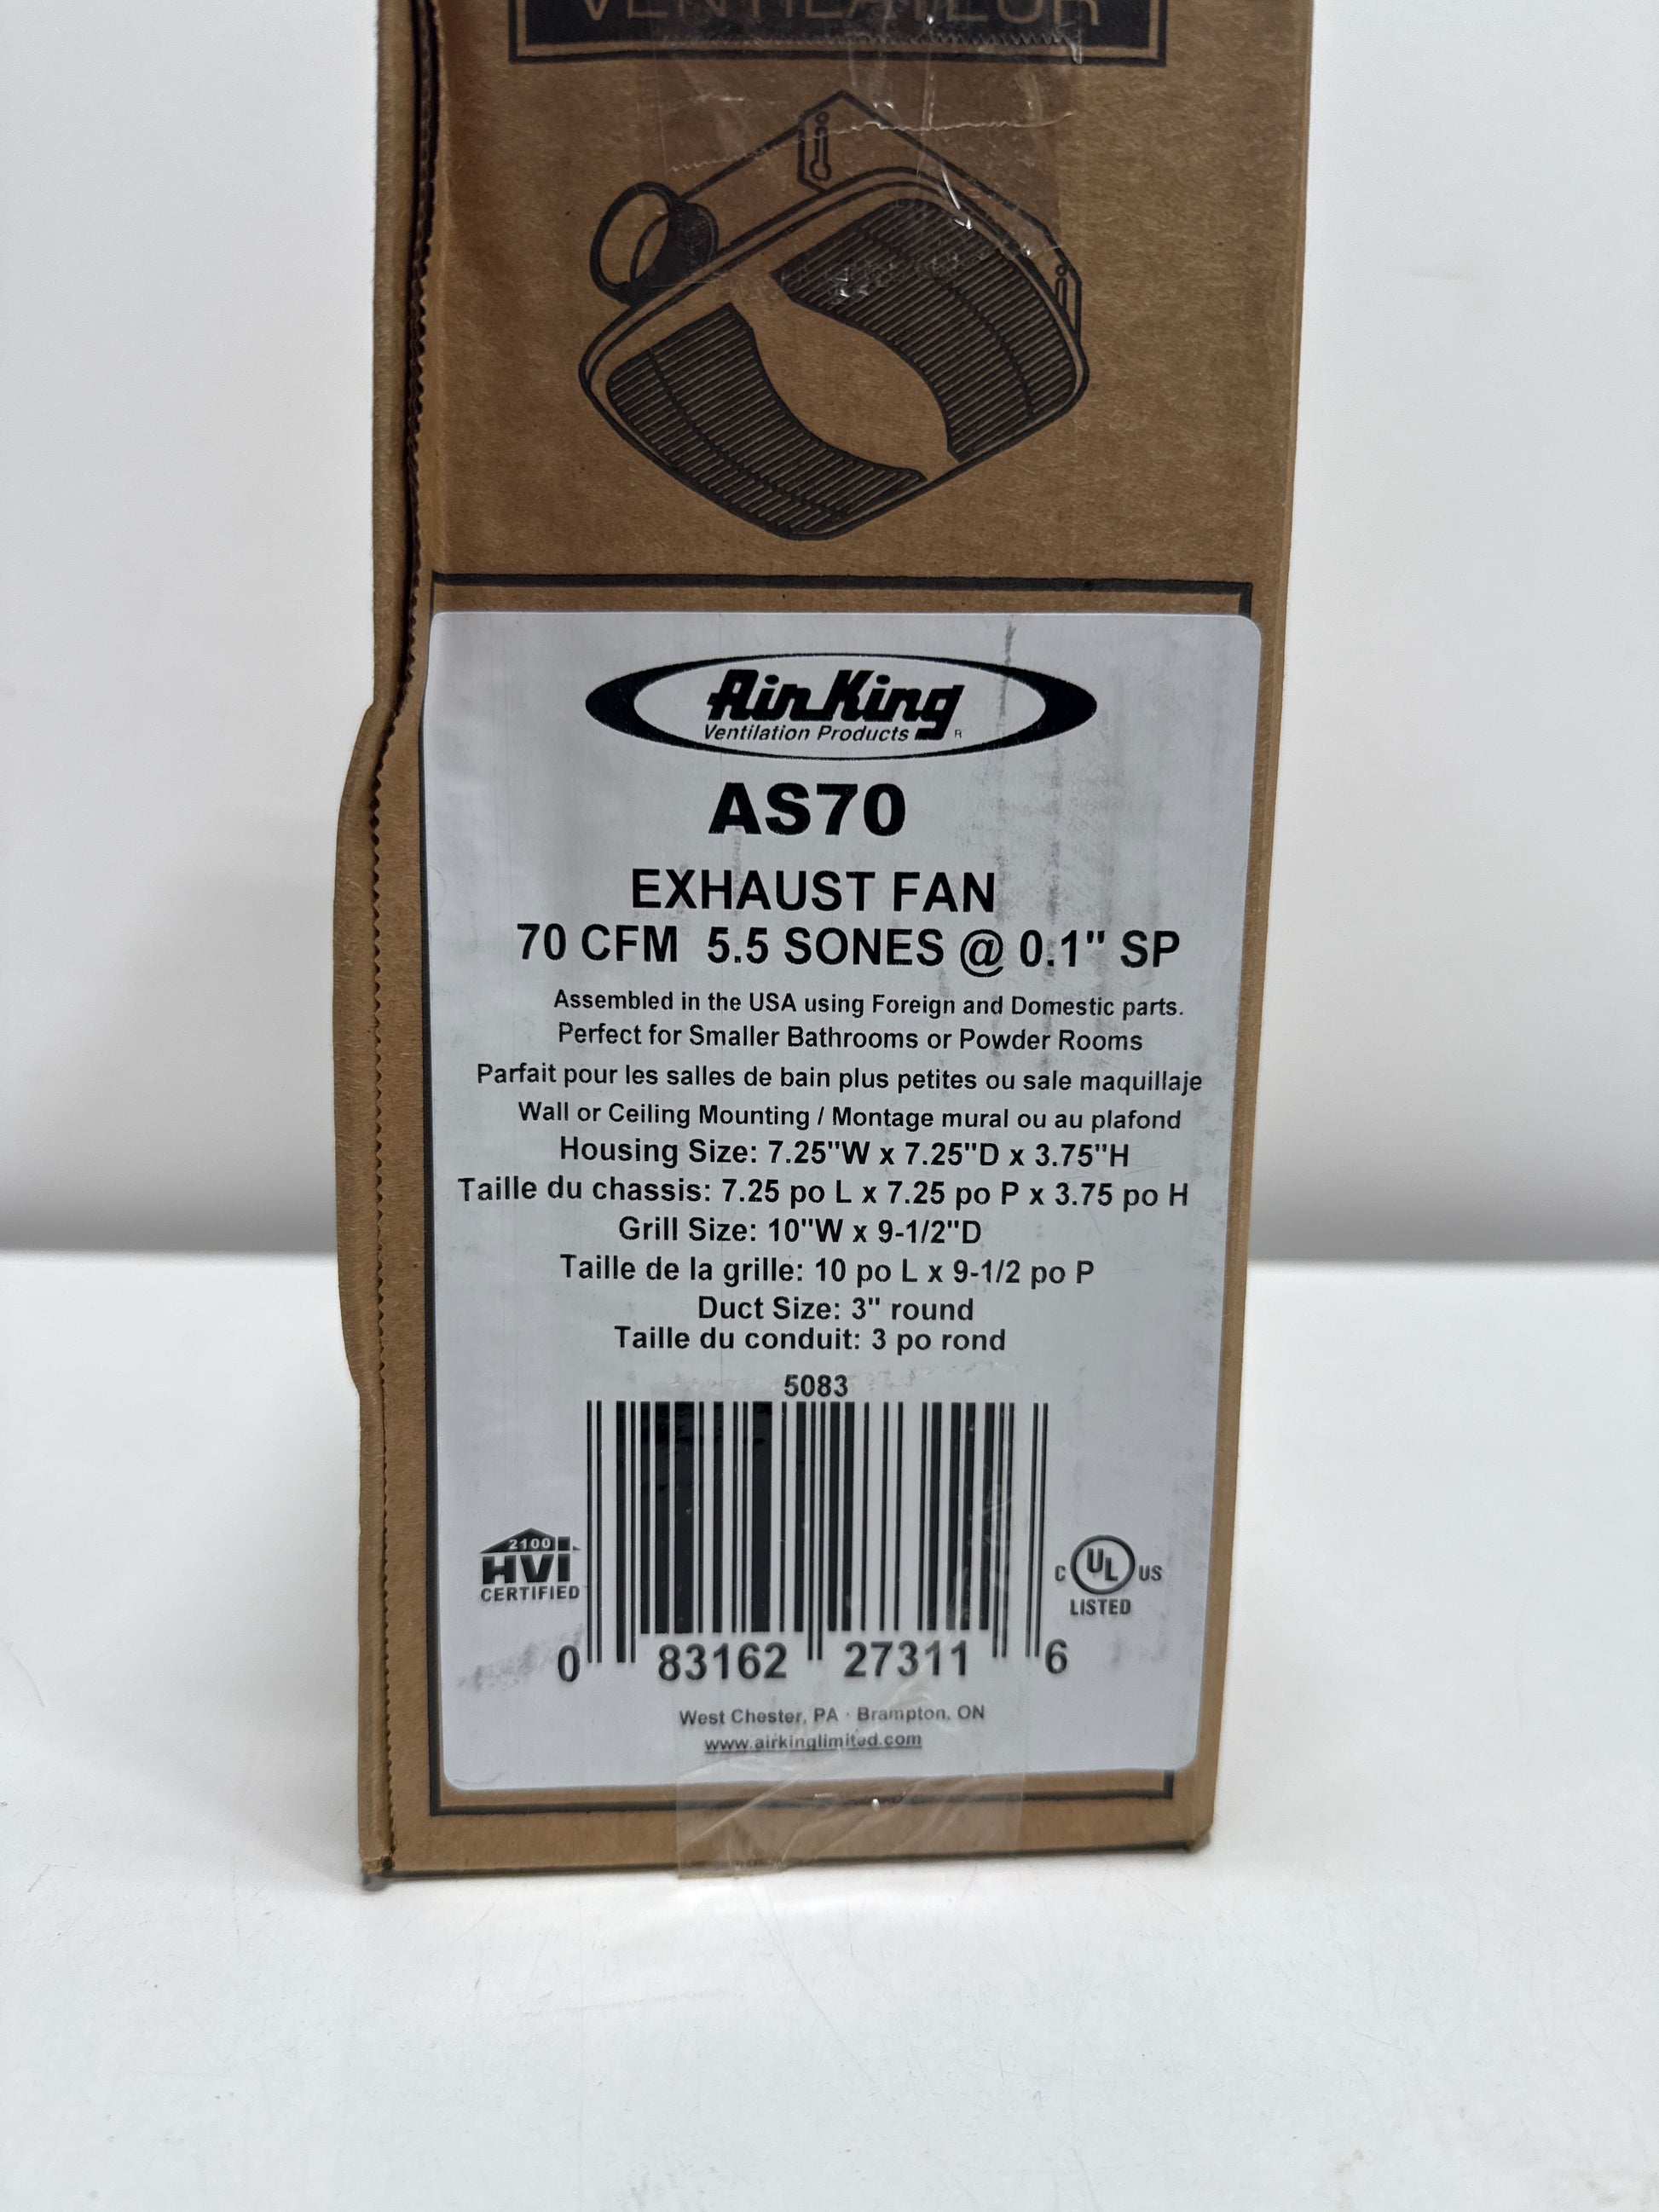 VENTILATEUR
Air King
Ventilation Products R
AS70
EXHAUST FAN
70 CFM 5.5 SONES @ 0.1" SP
Assembled in the USA using Foreign and Domestic parts.
Perfect for Smaller Bathrooms or Powder Rooms
Parfait pour les salles de bain plus petites ou sale maquillaje
Wall or Ceiling Mounting / Montage mural ou au plafond
Housing Size: 7.25"W x 7.25"D x 3.75"H
Taille du chassis: 7.25 po L x 7.25 po P x 3.75 po H
Grill Size: 10"W x 9-1/2"D
Taille de la grille: 10 po L x 9-1/2 po P
Duct Size: 3" round
Taille du conduit: 3 po rond
5083
2100
HVI
CERTIFIED
C UL US
LISTED
0 83162 27311 6
West Chester, PA · Brampton, ON
www.airkinglimited.com